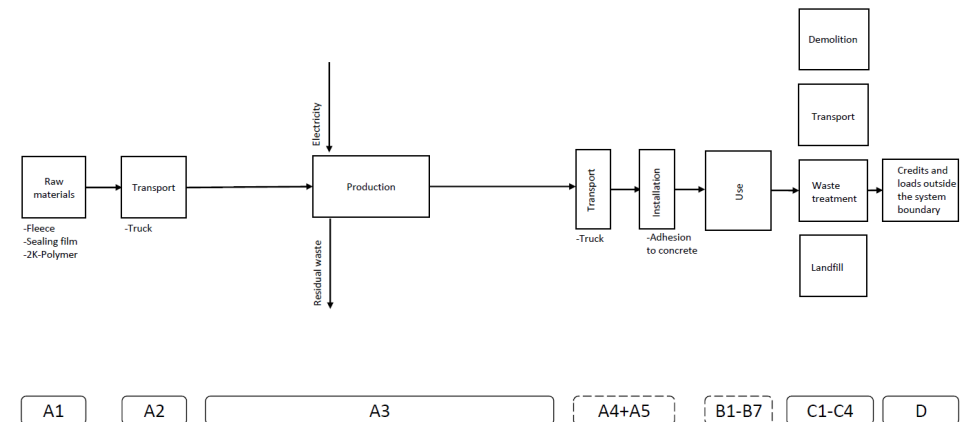 Demolition
Transport
Electricity
Raw
materials
Transport
Production
Transport
Installation
Use
Waste
treatment
Credits and
loads outside
the system
boundary
-Fleece
-Sealing film
-2K-Polymer
-Truck
-Truck
-Adhesion
to concrete
Residual waste
Landfill
A1
A2
A3
A4+A5
B1-B7
C1-C4
D